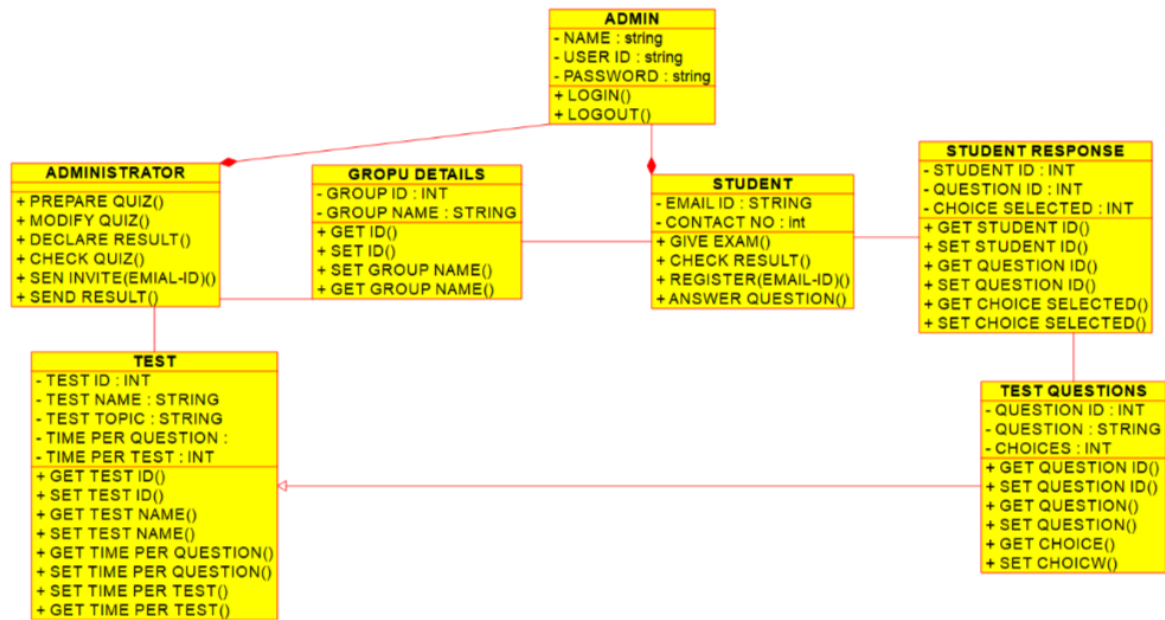 ADMIN
- NAME : string
- USER ID : string
- PASSWORD : string
+ LOGIN()
+ LOGOUT()
ADMINISTRATOR
+ PREPARE QUIZ()
+ MODIFY QUIZ()
+ DECLARE RESULT()
+ CHECK QUIZ()
+ SEN INVITE(EMIAL-ID)()
+ SEND RESULT()
GROPU DETAILS
- GROUP ID : INT
- GROUP NAME : STRING
+ GET ID()
+ SET ID()
+ SET GROUP NAME()
+ GET GROUP NAME()
STUDENT
- EMAIL ID : STRING
- CONTACT NO : int
+ GIVE EXAM()
+ CHECK RESULT()
+ REGISTER(EMAIL-ID)()
+ ANSWER QUESTION()
STUDENT RESPONSE
- STUDENT ID : INT
- QUESTION ID : INT
- CHOICE SELECTED : INT
+ GET STUDENT ID()
+ SET STUDENT ID()
+ GET QUESTION ID()
+ SET QUESTION ID()
+ GET CHOICE SELECTED()
+ SET CHOICE SELECTED()
TEST
- TEST ID : INT
- TEST NAME : STRING
- TEST TOPIC : STRING
- TIME PER QUESTION :
- TIME PER TEST : INT
+ GET TEST ID()
+ SET TEST ID()
+ GET TEST NAME()
+ SET TEST NAME()
+ GET TIME PER QUESTION()
+ SET TIME PER QUESTION()
+ SET TIME PER TEST()
+ GET TIME PER TEST()
TEST QUESTIONS
- QUESTION ID : INT
- QUESTION : STRING
- CHOICES : INT
+ GET QUESTION ID()
+ SET QUESTION ID()
+ GET QUESTION()
+ SET QUESTION()
+ GET CHOICE()
+ SET CHOICW()